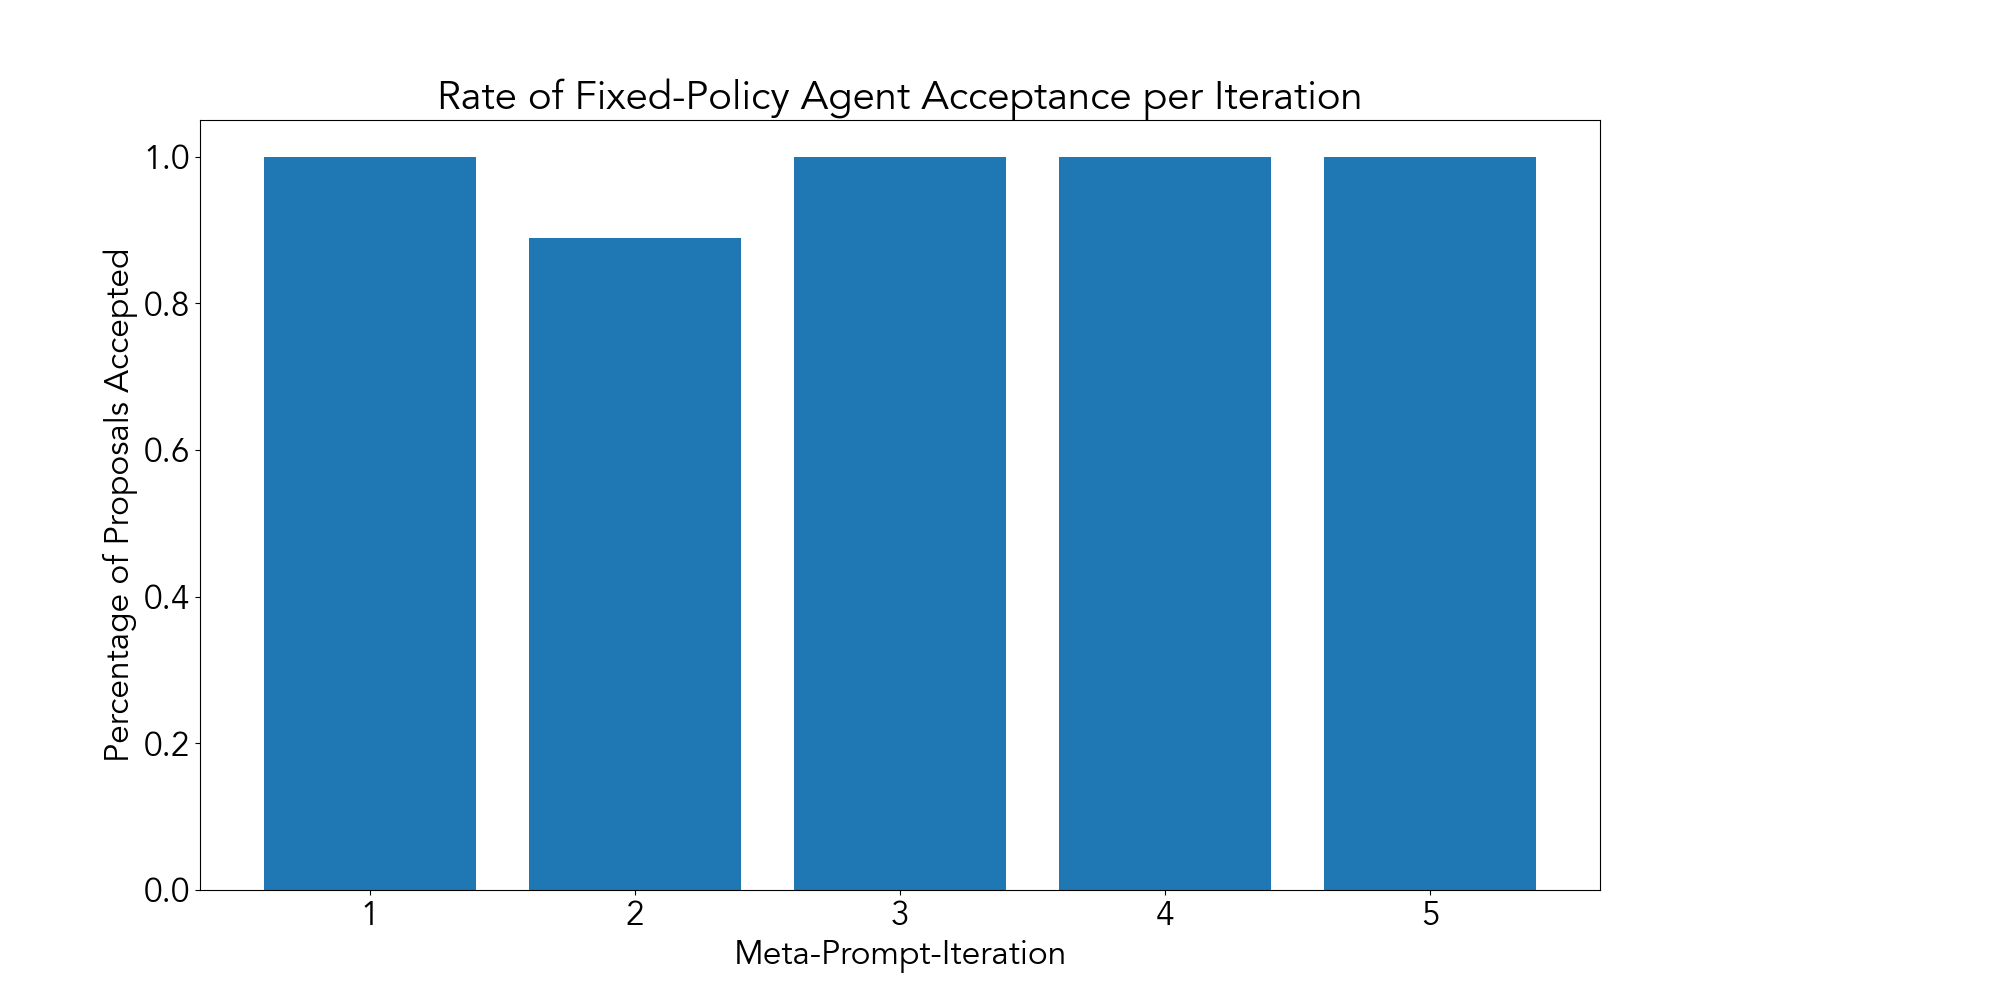 Rate of Fixed-Policy Agent Acceptance per Iteration
Percentage of Proposals Accepted
1.0
0.8
0.6
0.4
0.2
0.0
1 2 3 4 5
Meta-Prompt-Iteration